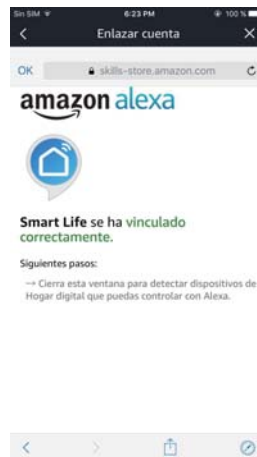 Sin SIM 6:23 PM 100 %
Enlazar cuenta
OK skills-store.amazon.com
amazon alexa
Smart Life se ha vinculado
correctamente.
Siguientes pasos:
→ Cierra esta ventana para detectar dispositivos de
Hogar digital que puedas controlar con Alexa.